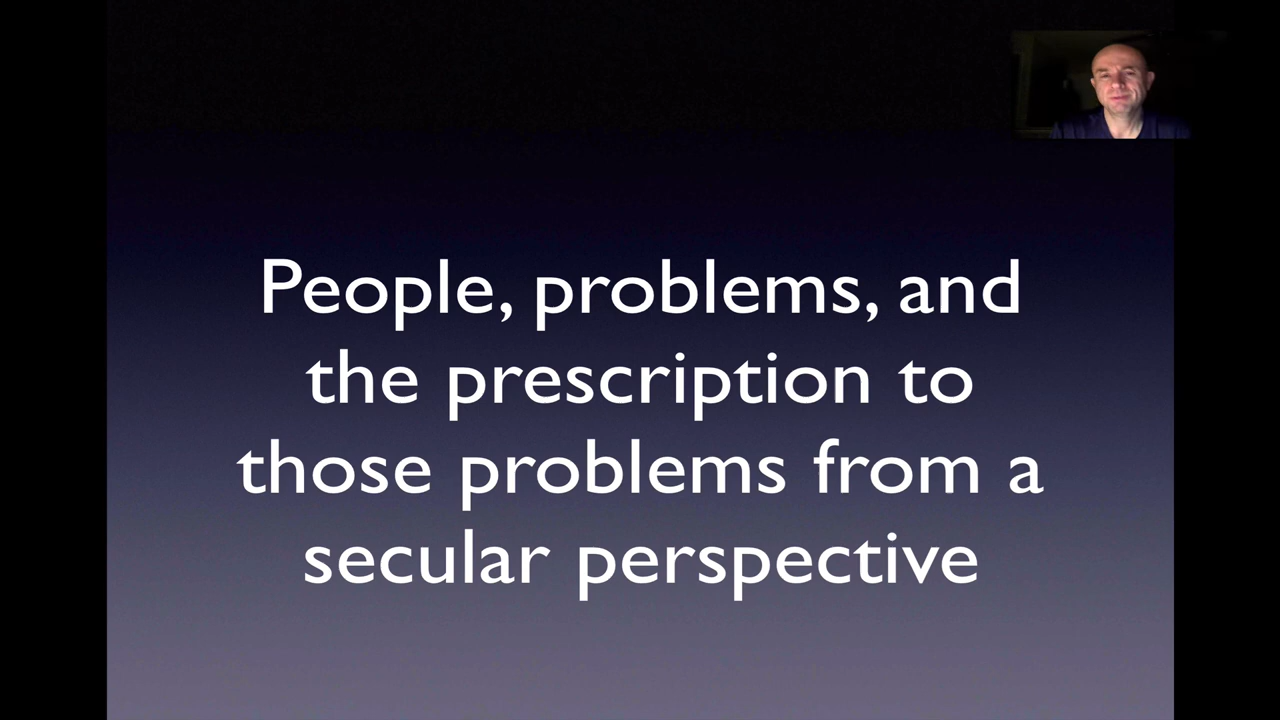 People, problems, and
the prescription to
those problems from a
secular perspective